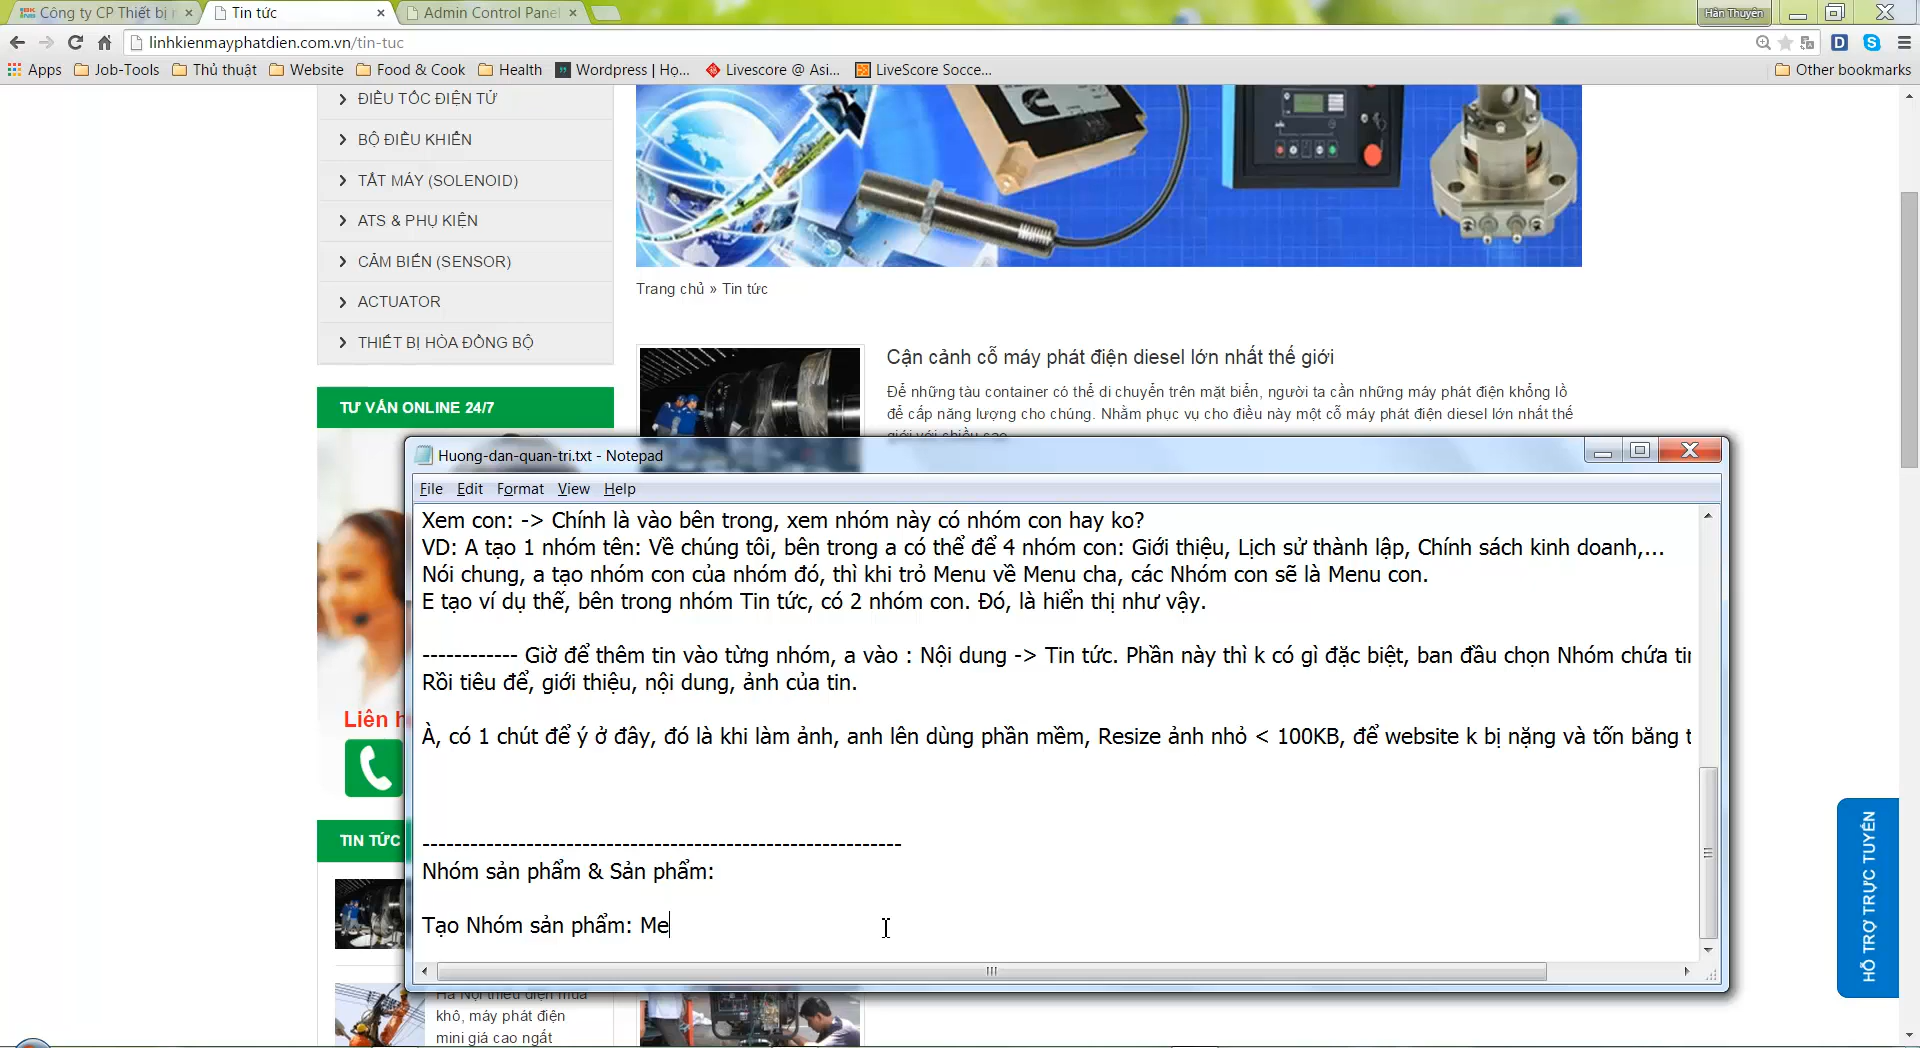 Công ty CP Thiết bị
Tin tức
Admin Control Panel
Hân Thuyên
linhkienmayphatdien.com.vn/tin-tuc
Apps
Job-Tools
Thủ thuật
Website
Food & Cook
Health
Wordpress | Họ...
Livescore @ Asi...
LiveScore Socce...
Other bookmarks
ĐIỀU TỐC ĐIỆN TỬ
BỘ ĐIỀU KHIỂN
TẮT MÁY (SOLENOID)
ATS & PHỤ KIỆN
CẢM BIẾN (SENSOR)
ACTUATOR
THIẾT BỊ HÒA ĐỒNG BỘ
Trang chủ » Tin tức
Cận cảnh cỗ máy phát điện diesel lớn nhất thế giới
Để những tàu container có thể di chuyển trên mặt biển, người ta cần những máy phát điện khổng lồ
để cấp năng lượng cho chúng. Nhằm phục vụ cho điều này một cỗ máy phát điện diesel lớn nhất thế
giới với chiều cao
TƯ VẤN ONLINE 24/7
Liên h
TIN TỨC
Huong-dan-quan-tri.txt - Notepad
File Edit Format View Help
Xem con: -> Chính là vào bên trong, xem nhóm này có nhóm con hay ko?
VD: A tạo 1 nhóm tên: Về chúng tôi, bên trong a có thể để 4 nhóm con: Giới thiệu, Lịch sử thành lập, Chính sách kinh doanh,...
Nói chung, a tạo nhóm con của nhóm đó, thì khi trỏ Menu về Menu cha, các Nhóm con sẽ là Menu con.
E tạo ví dụ thế, bên trong nhóm Tin tức, có 2 nhóm con. Đó, là hiển thị như vậy.
------------ Giờ để thêm tin vào từng nhóm, a vào : Nội dung -> Tin tức. Phần này thì k có gì đặc biệt, ban đầu chọn Nhóm chứa tin
Rồi tiêu để, giới thiệu, nội dung, ảnh của tin.
À, có 1 chút để ý ở đây, đó là khi làm ảnh, anh lên dùng phần mềm, Resize ảnh nhỏ < 100KB, để website k bị nặng và tốn băng t
------------------------------------------------------------
Nhóm sản phẩm & Sản phẩm:
Tạo Nhóm sản phẩm: Me
Hà Nội thiếu điện mùa
khô, máy phát điện
mini giá cao ngất
HỖ TRỢ TRỰC TUYẾN